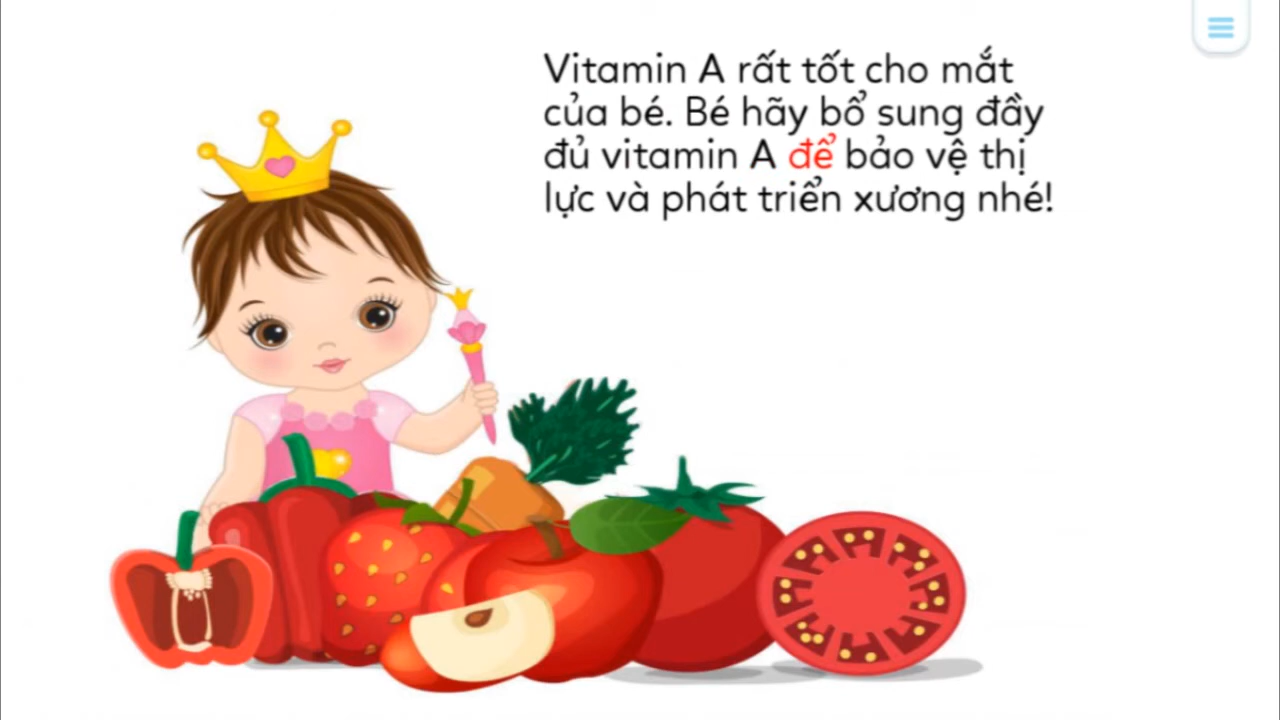 Vitamin A rất tốt cho mắt
của bé. Bé hãy bổ sung đầy
đủ vitamin A để bảo vệ thị
lực và phát triển xương nhé!